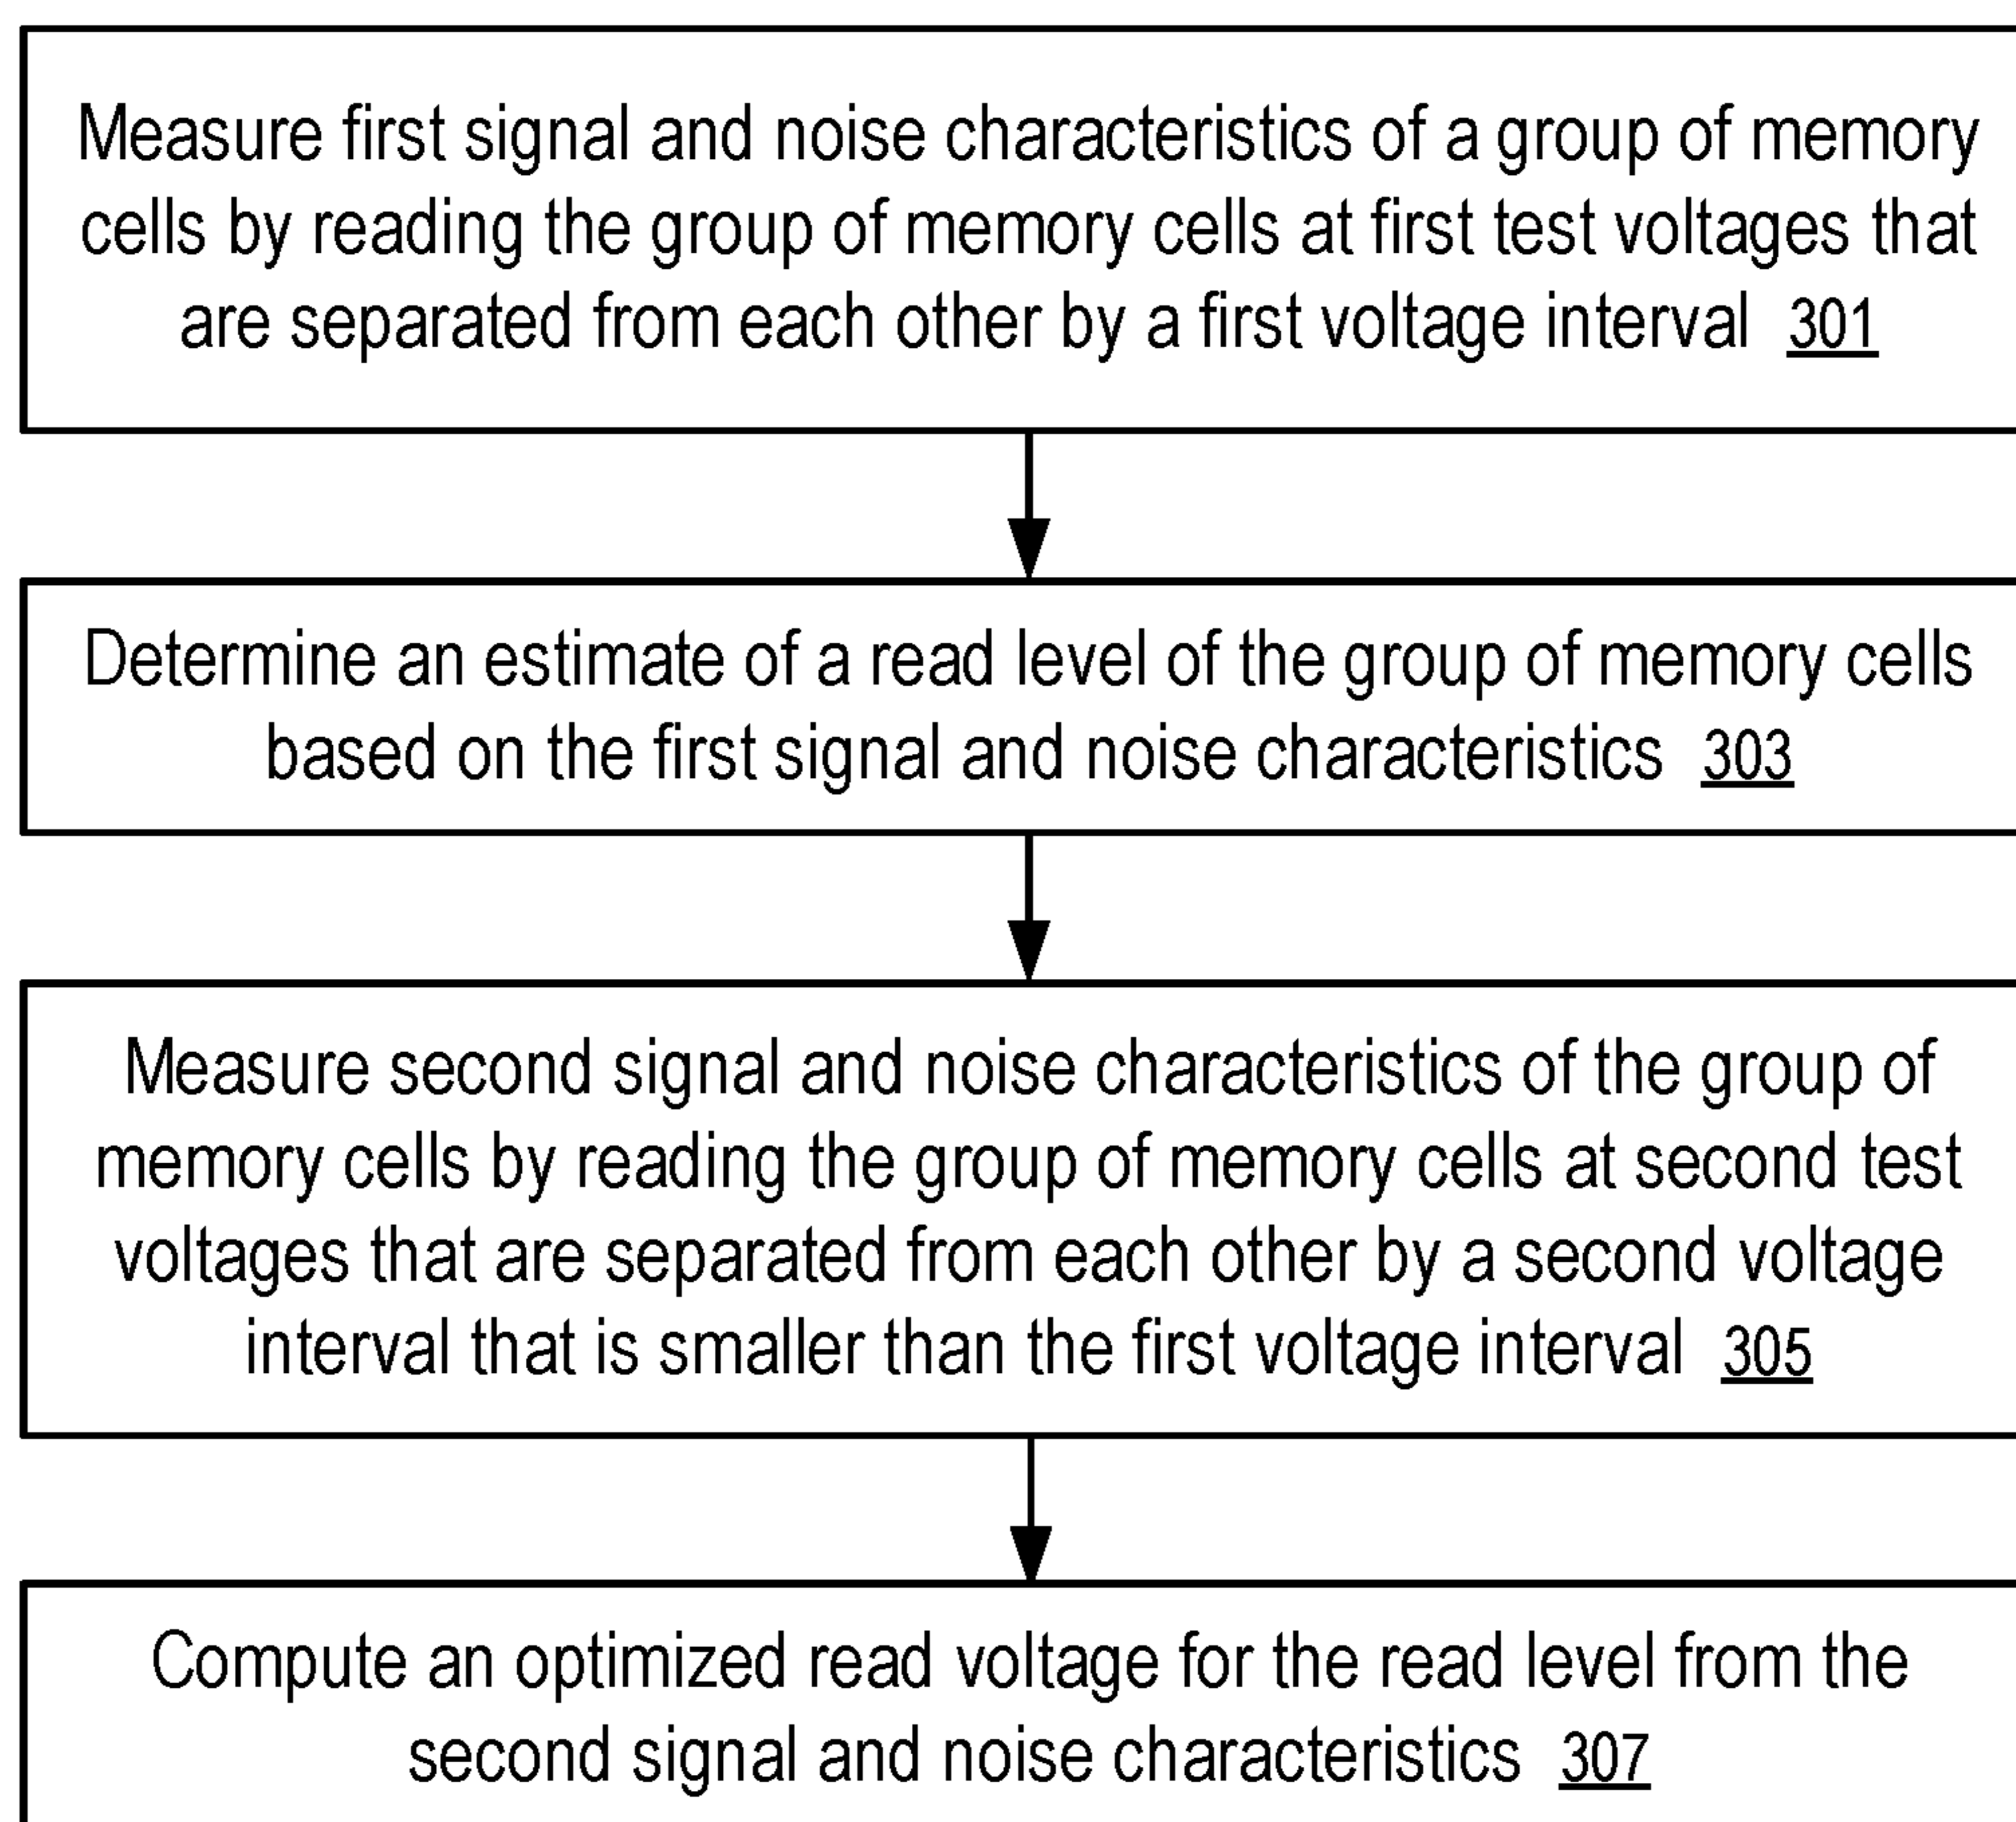 Measure first signal and noise characteristics of a group of memory
cells by reading the group of memory cells at first test voltages that
are separated from each other by a first voltage interval 301
Determine an estimate of a read level of the group of memory cells
based on the first signal and noise characteristics 303
Measure second signal and noise characteristics of the group of
memory cells by reading the group of memory cells at second test
voltages that are separated from each other by a second voltage
interval that is smaller than the first voltage interval 305
Compute an optimized read voltage for the read level from the
second signal and noise characteristics 307